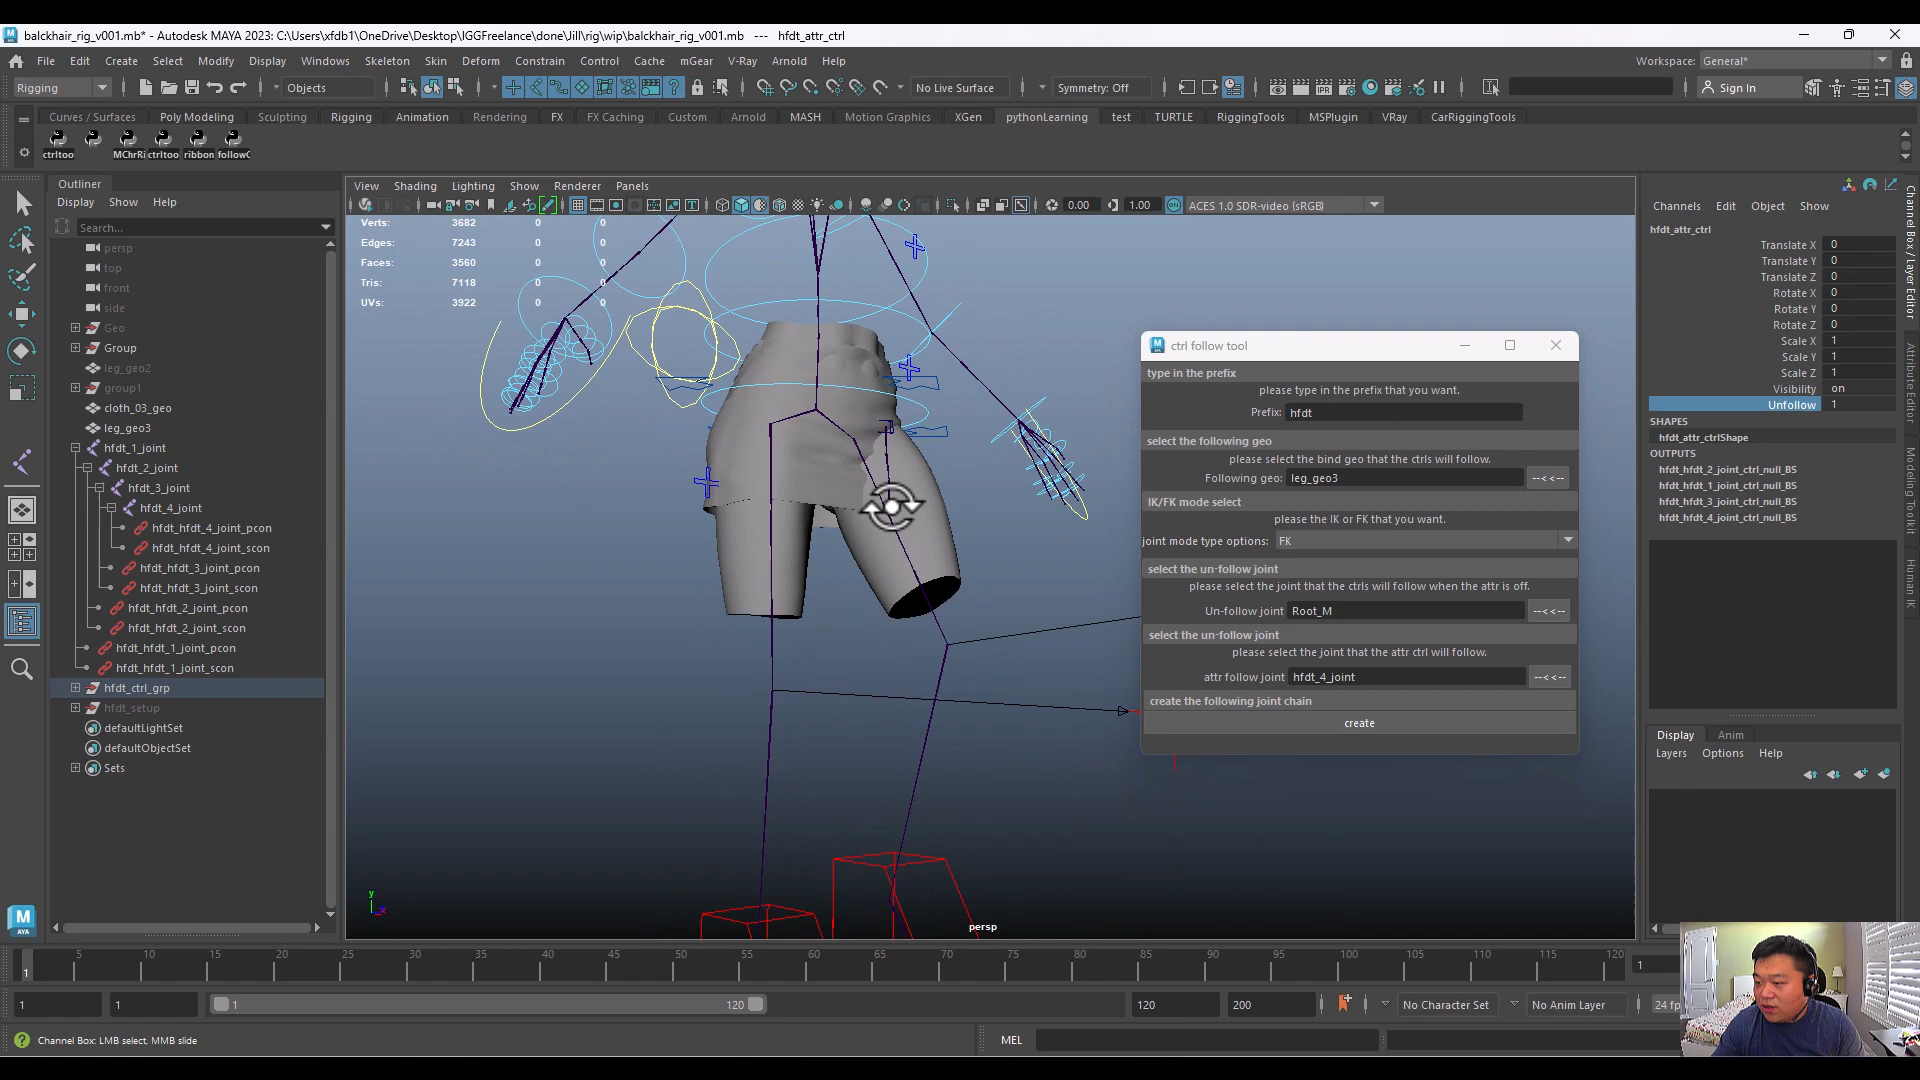 balckhair_rig_v001.mb* - Autodesk MAYA 2023: C:\Users\xfdb1\OneDrive\Desktop\IGGFreelance\done\Jill\rig\wip\balckhair_rig_v001.mb --- hfdt_attr_ctrl
File Edit Create Select Modify Display Windows Skeleton Skin Deform Constrain Control Cache mGear V-Ray Arnold Help
Workspace: General*
Rigging Objects No Live Surface Symmetry: Off Sign In
Curves / Surfaces Poly Modeling Sculpting Rigging Animation Rendering FX FX Caching Custom Arnold MASH Motion Graphics XGen pythonLearning test TURTLE RiggingTools MSPlugin VRay CarRiggingTools
ctrltoo MChrRi ctrltoo ribbon followC
Outliner
Display Show Help
Search...
persp
top
front
side
Geo
Group
leg_geo2
group1
cloth_03_geo
leg_geo3
hfdt_1_joint
hfdt_2_joint
hfdt_3_joint
hfdt_4_joint
hfdt_hfdt_4_joint_pcon
hfdt_hfdt_4_joint_scon
hfdt_hfdt_3_joint_pcon
hfdt_hfdt_3_joint_scon
hfdt_hfdt_2_joint_pcon
hfdt_hfdt_2_joint_scon
hfdt_hfdt_1_joint_pcon
hfdt_hfdt_1_joint_scon
hfdt_ctrl_grp
hfdt_setup
defaultLightSet
defaultObjectSet
Sets
View Shading Lighting Show Renderer Panels
0.00 1.00 ACES 1.0 SDR-video (sRGB)
Verts: 3682 0 0
Edges: 7243 0 0
Faces: 3560 0 0
Tris: 7118 0 0
UVs: 3922 0 0
y
persp
ctrl follow tool
type in the prefix
please type in the prefix that you want.
Prefix: hfdt
select the following geo
please select the bind geo that the ctrls will follow.
Following geo: leg_geo3 --<<--
IK/FK mode select
please the IK or FK that you want.
joint mode type options: FK
select the un-follow joint
please select the joint that the ctrls will follow when the attr is off.
Un-follow joint Root_M --<<--
select the un-follow joint
please select the joint that the attr ctrl will follow.
attr follow joint hfdt_4_joint --<<--
create the following joint chain
create
Channels Edit Object Show
hfdt_attr_ctrl
Translate X 0
Translate Y 0
Translate Z 0
Rotate X 0
Rotate Y 0
Rotate Z 0
Scale X 1
Scale Y 1
Scale Z 1
Visibility on
Unfollow 1
SHAPES
hfdt_attr_ctrlShape
OUTPUTS
hfdt_hfdt_2_joint_ctrl_null_BS
hfdt_hfdt_1_joint_ctrl_null_BS
hfdt_hfdt_3_joint_ctrl_null_BS
hfdt_hfdt_4_joint_ctrl_null_BS
Display Anim
Layers Options Help
Channel Box / Layer Editor
Attribute Editor
Modeling Toolkit
Human IK
M
AYA
5 10 15 20 25 30 35 40 45 50 55 60 65 70 75 80 85 90 95 100 105 110 115 120
1 1
1 1 1 120 120 200 No Character Set No Anim Layer 24 fp
Channel Box: LMB select, MMB slide MEL